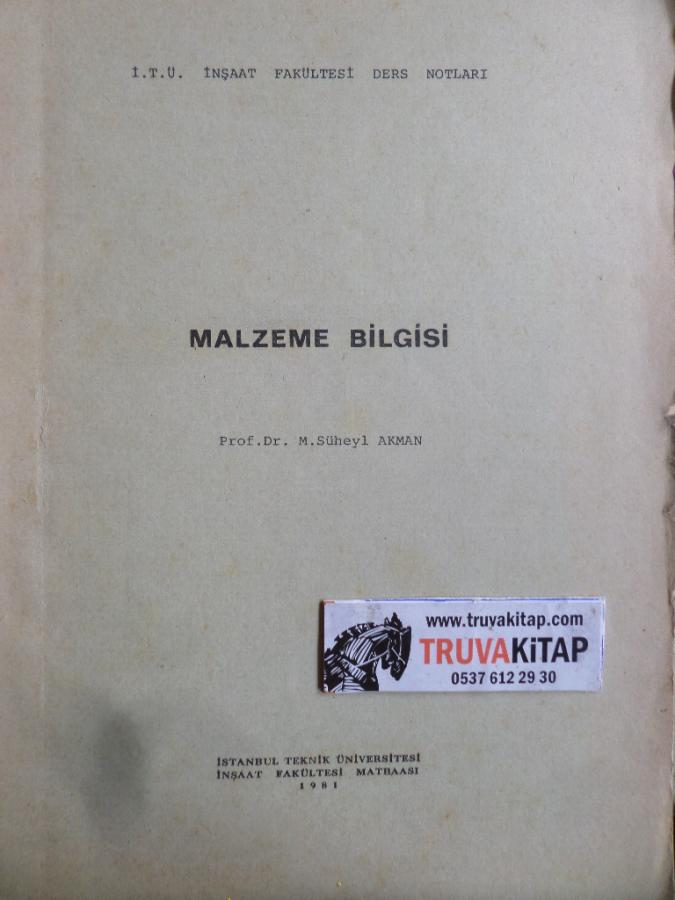 İ.T.Ü. İNŞAAT FAKÜLTESİ DERS NOTLARI
MALZEME BİLGİSİ
Prof.Dr. M.Süheyl AKMAN
www.truvakitap.com
TRUVAKiTAP
0537 612 29 30
İSTANBUL TEKNİK ÜNİVERSİTESİ
İNŞAAT FAKÜLTESİ MATBAASI
1981